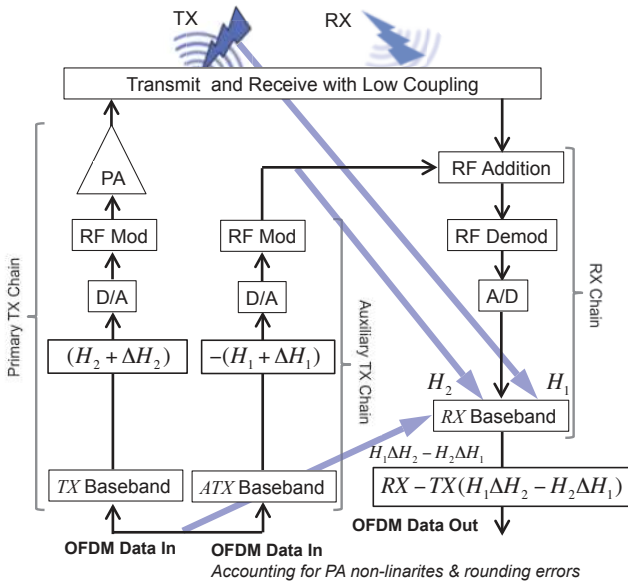 TX
RX
Transmit and Receive with Low Coupling
PA
RF Addition
RF Mod
RF Mod
RF Demod
D/A
D/A
A/D
Primary TX Chain
Auxiliary TX Chain
RX Chain
(H₂ + ΔH₂)
-(H₁ + ΔH₁)
H₂
H₁
RX Baseband
H₁ΔH₂ − H₂ΔH₁
TX Baseband
ATX Baseband
RX − TX(H₁ΔH₂ − H₂ΔH₁)
OFDM Data In
OFDM Data In
OFDM Data Out
Accounting for PA non-linarites & rounding errors